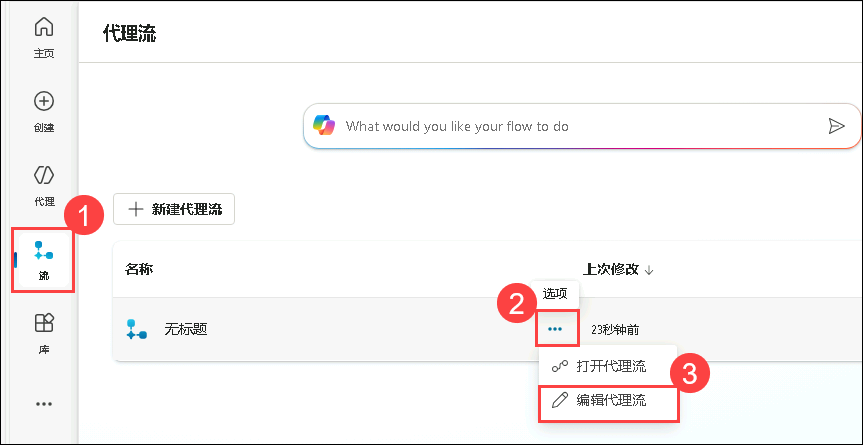 主页
创建
代理
1
流
库
代理流
What would you like your flow to do
新建代理流
名称
上次修改
2
选项
无标题
23秒钟前
打开代理流
3
编辑代理流